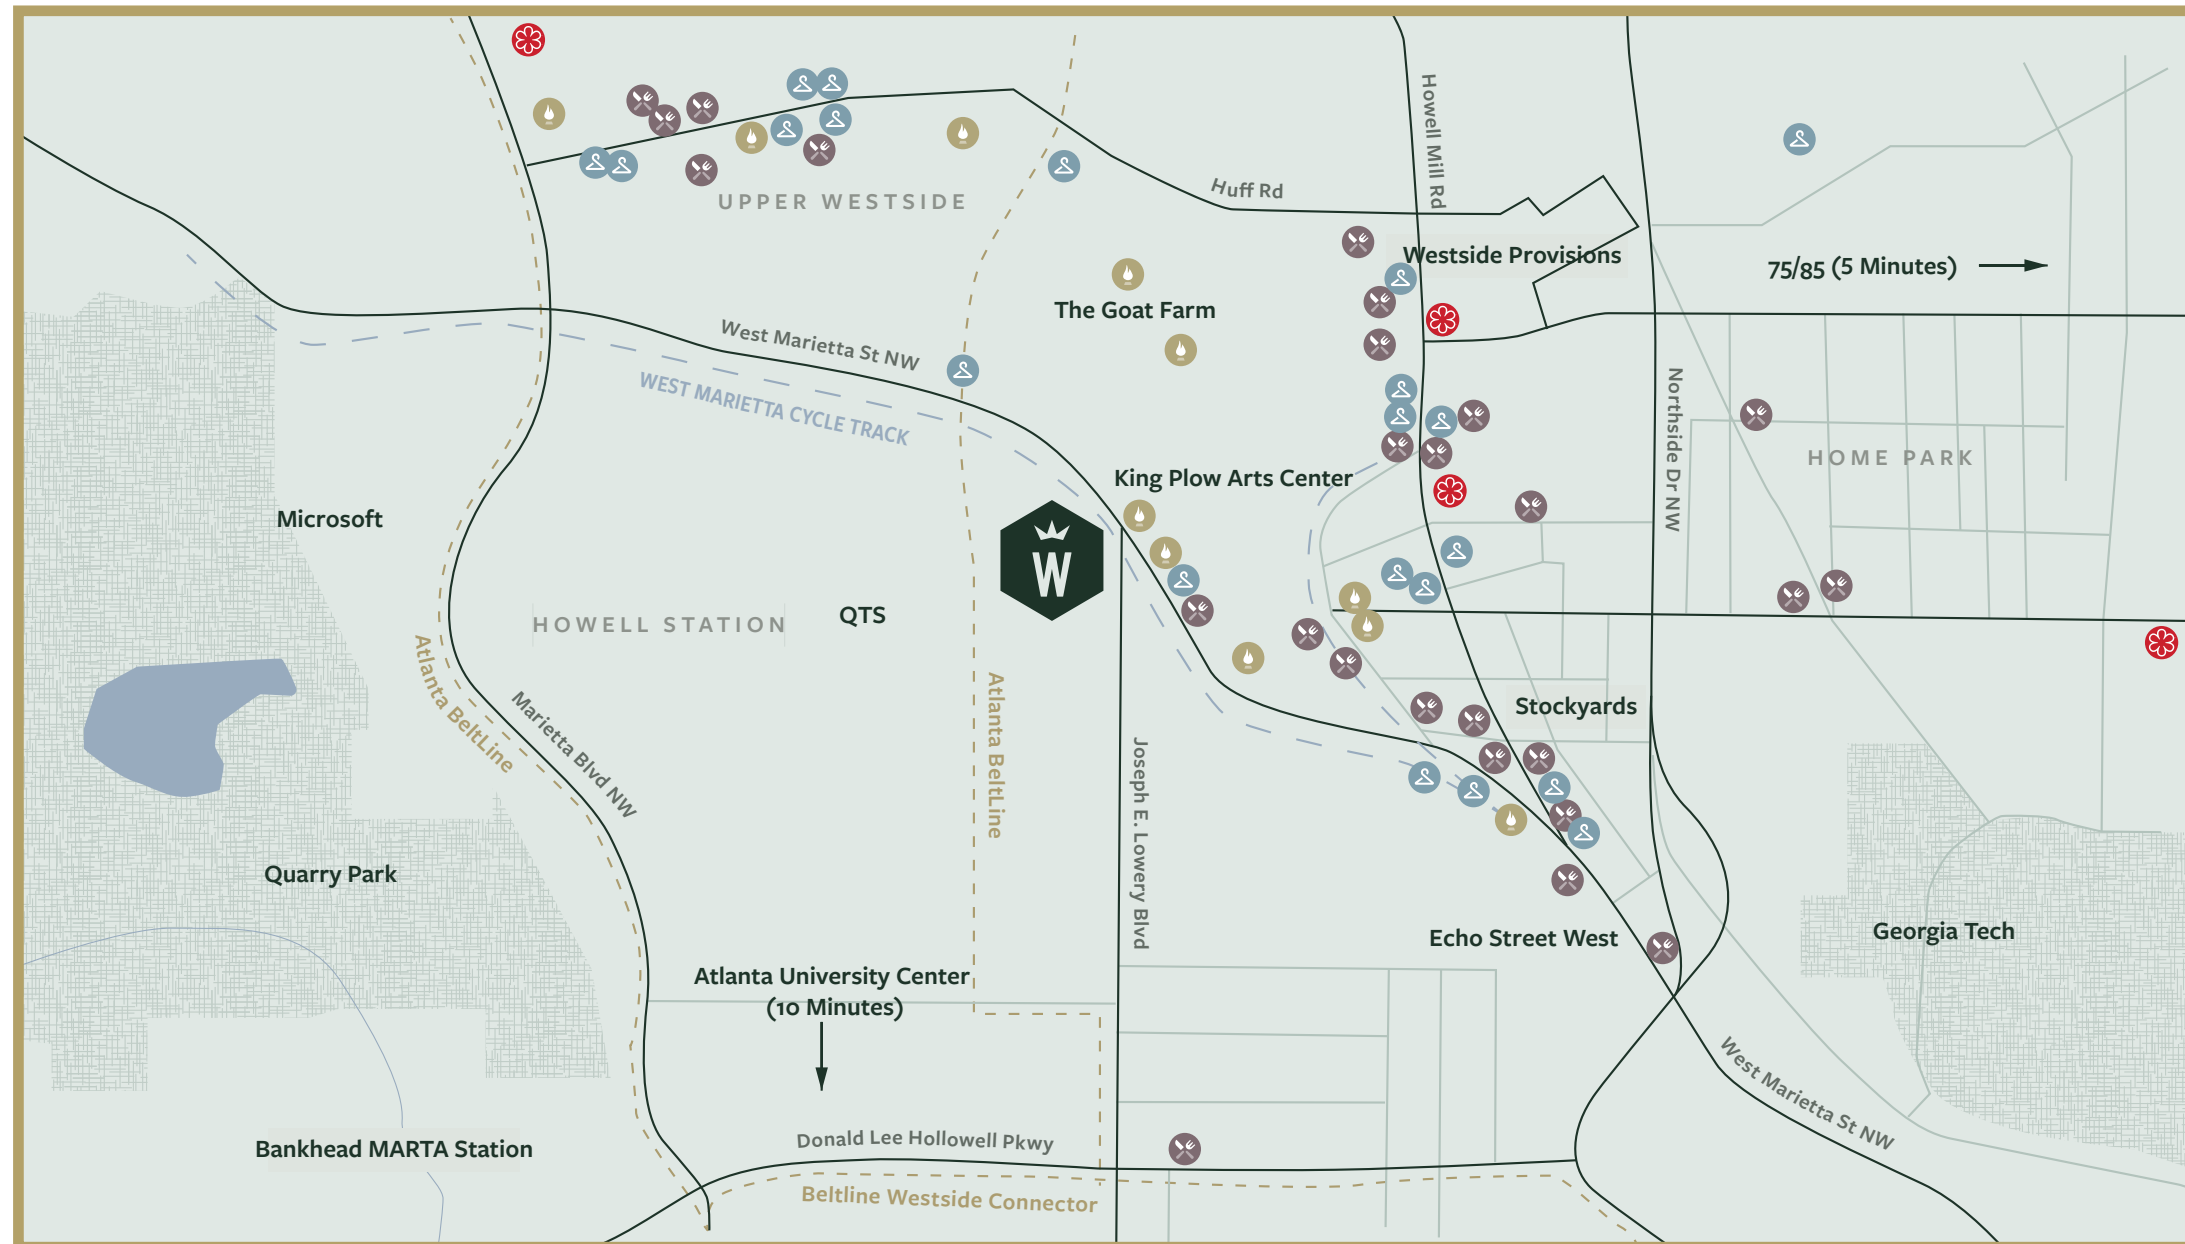 Howell Mill Rd
Huff Rd
UPPER WESTSIDE
Westside Provisions
75/85 (5 Minutes)
The Goat Farm
West Marietta St NW
WEST MARIETTA CYCLE TRACK
Northside Dr NW
HOME PARK
King Plow Arts Center
Microsoft
W
HOWELL STATION
QTS
Atlanta BeltLine
Marietta Blvd NW
Atlanta BeltLine
Joseph E. Lowery Blvd
Stockyards
Quarry Park
Echo Street West
Georgia Tech
Atlanta University Center
(10 Minutes)
West Marietta St NW
Bankhead MARTA Station
Donald Lee Hollowell Pkwy
Beltline Westside Connector